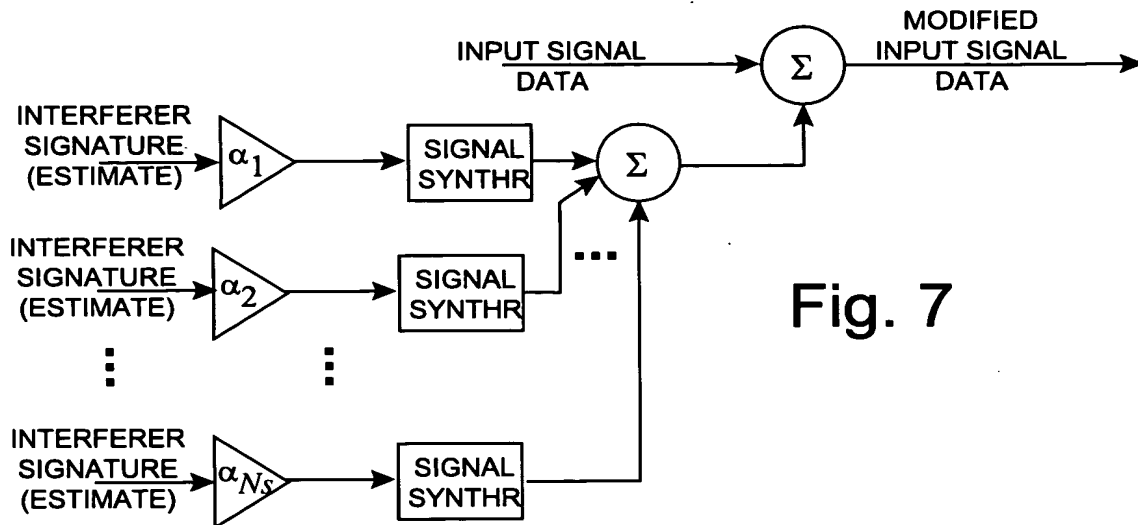 INPUT SIGNAL
DATA
Σ
MODIFIED
INPUT SIGNAL
DATA
INTERFERER
SIGNATURE
(ESTIMATE)
α1
SIGNAL
SYNTHR
Σ
INTERFERER
SIGNATURE
(ESTIMATE)
α2
SIGNAL
SYNTHR
...
Fig. 7
INTERFERER
SIGNATURE
(ESTIMATE)
αNs
SIGNAL
SYNTHR